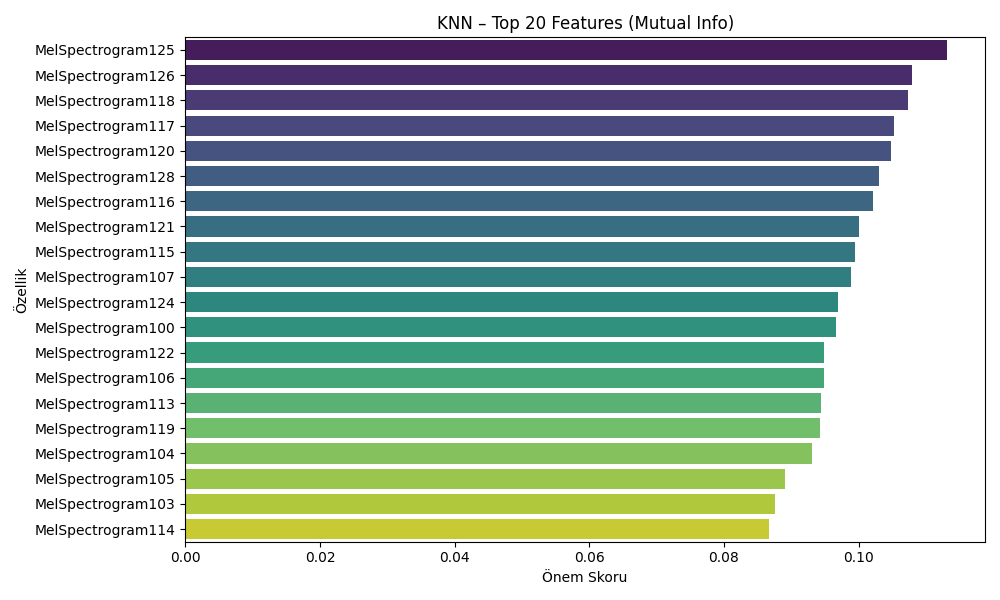 KNN – Top 20 Features (Mutual Info)
MelSpectrogram125
MelSpectrogram126
MelSpectrogram118
MelSpectrogram117
MelSpectrogram120
MelSpectrogram128
MelSpectrogram116
MelSpectrogram121
MelSpectrogram115
MelSpectrogram107
MelSpectrogram124
MelSpectrogram100
MelSpectrogram122
MelSpectrogram106
MelSpectrogram113
MelSpectrogram119
MelSpectrogram104
MelSpectrogram105
MelSpectrogram103
MelSpectrogram114
Özellik
0.00 0.02 0.04 0.06 0.08 0.10
Önem Skoru